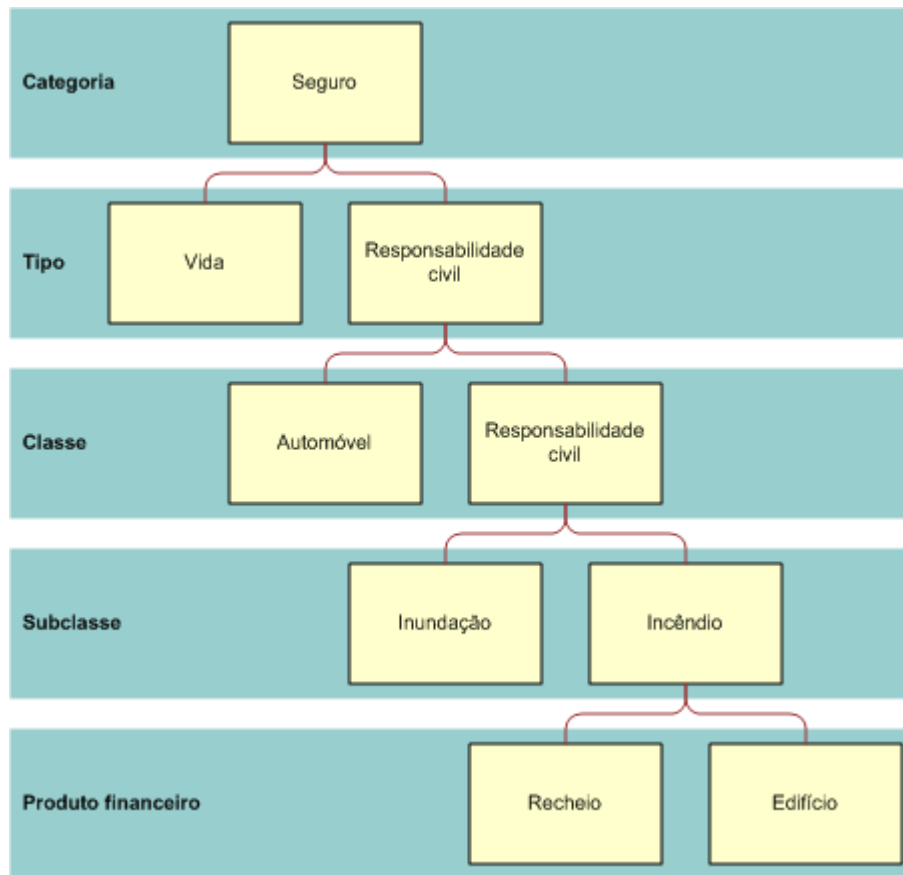 Categoria
Seguro
Tipo
Vida
Responsabilidade
civil
Classe
Automóvel
Responsabilidade
civil
Subclasse
Inundação
Incêndio
Produto financeiro
Recheio
Edifício